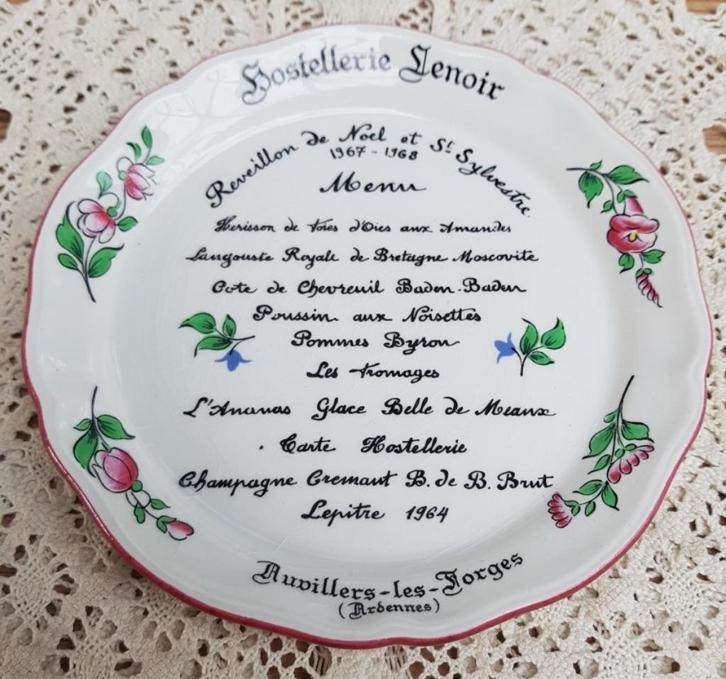 Hostellerie Lenoir
Reveillon de Noel et St Sylvestre
1967 - 1968
Menu
Herisson de foies d'Oies aux Amandes
Langouste Royale de Bretagne Moscovite
Cote de Chevreuil Baden-Baden
Poussin aux Noisettes
Pommes Byron
Les fromages
L'Ananas Glace Belle de Meaux
Carte Hostellerie
Champagne Cremant B. de B. Brut
Lepitre 1964
Auvillers-les-Forges
(Ardennes)